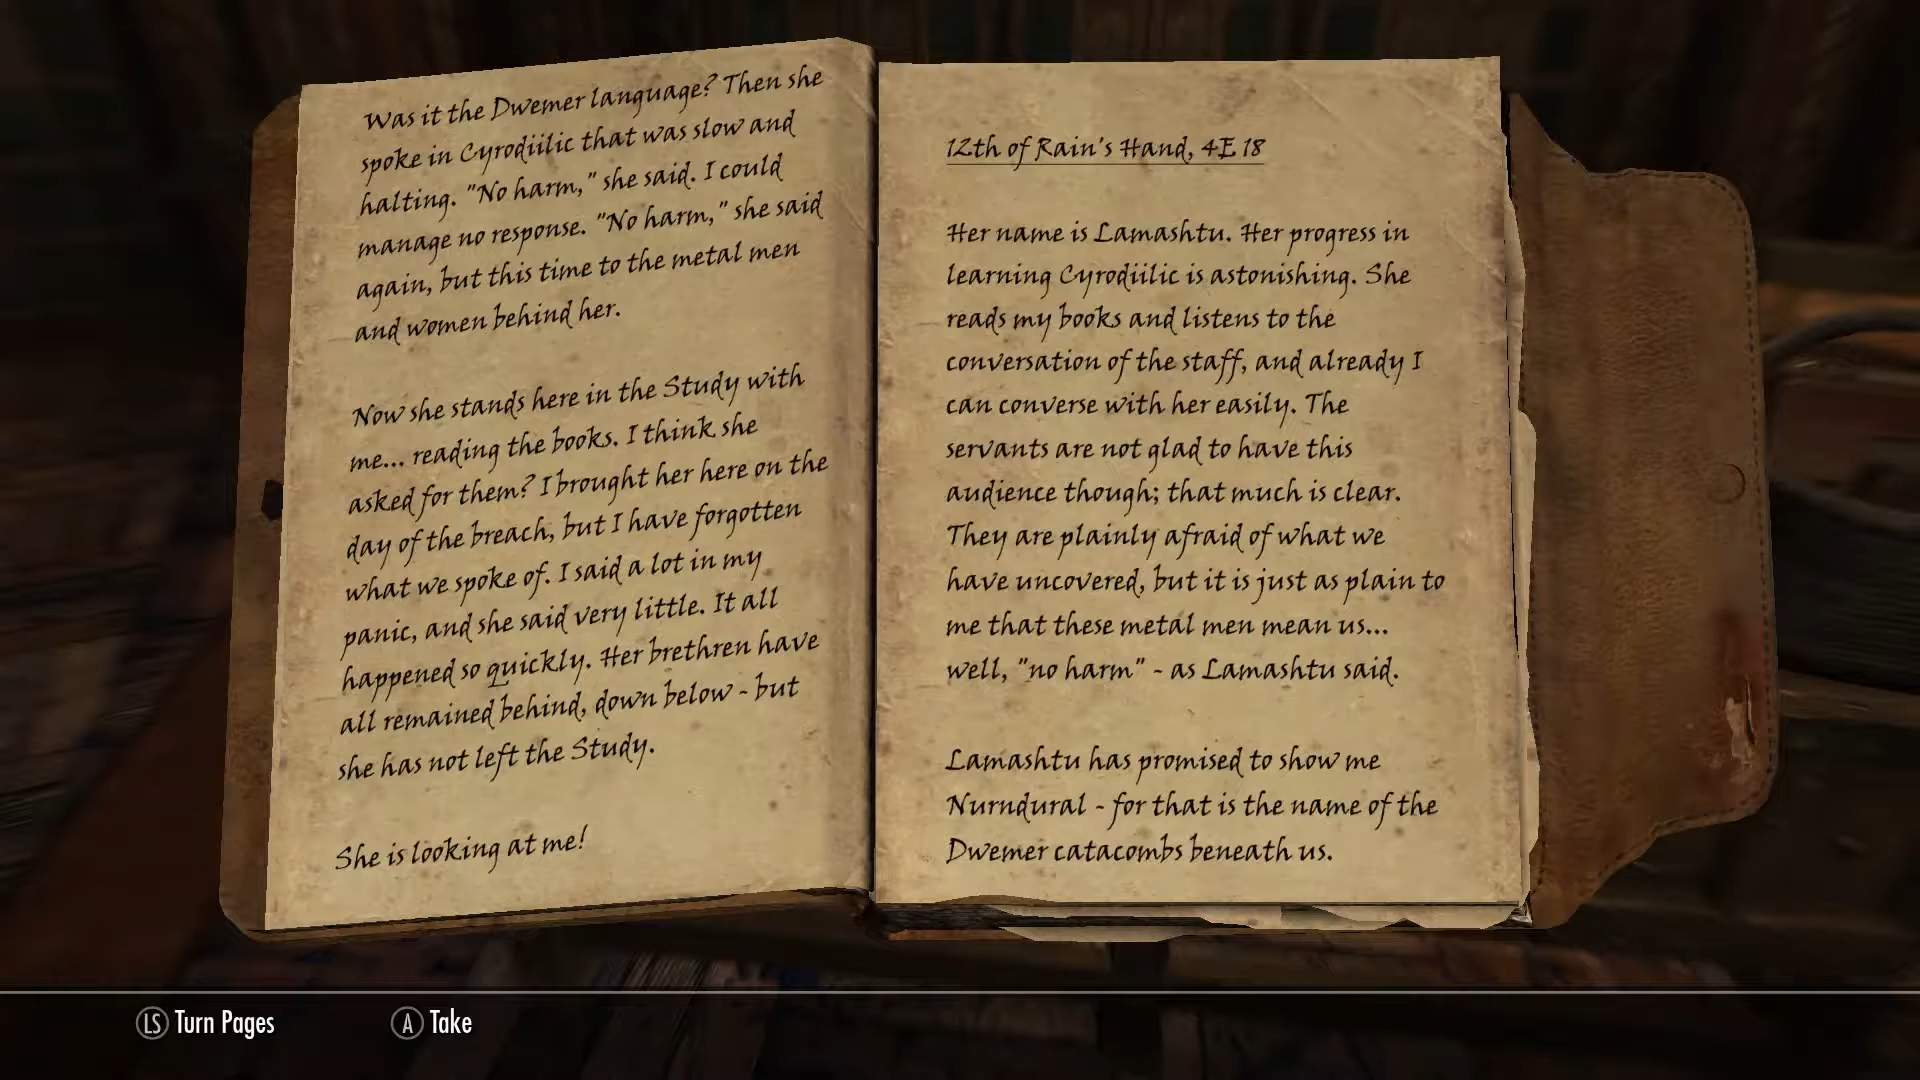 Was it the Dwemer language? Then she
spoke in Cyrodiilic that was slow and
halting. "No harm," she said. I could
manage no response. "No harm," she said
again, but this time to the metal men
and women behind her.
Now she stands here in the Study with
me... reading the books. I think she
asked for them? I brought her here on the
day of the breach, but I have forgotten
what we spoke of. I said a lot in my
panic, and she said very little. It all
happened so quickly. Her brethren have
all remained behind, down below - but
she has not left the Study.
She is looking at me!
12th of Rain's Hand, 4E 18
Her name is Lamashtu. Her progress in
learning Cyrodiilic is astonishing. She
reads my books and listens to the
conversation of the staff, and already I
can converse with her easily. The
servants are not glad to have this
audience though; that much is clear.
They are plainly afraid of what we
have uncovered, but it is just as plain to
me that these metal men mean us...
well, "no harm" - as Lamashtu said.
Lamashtu has promised to show me
Nurndural - for that is the name of the
Dwemer catacombs beneath us.
LS Turn Pages
A Take